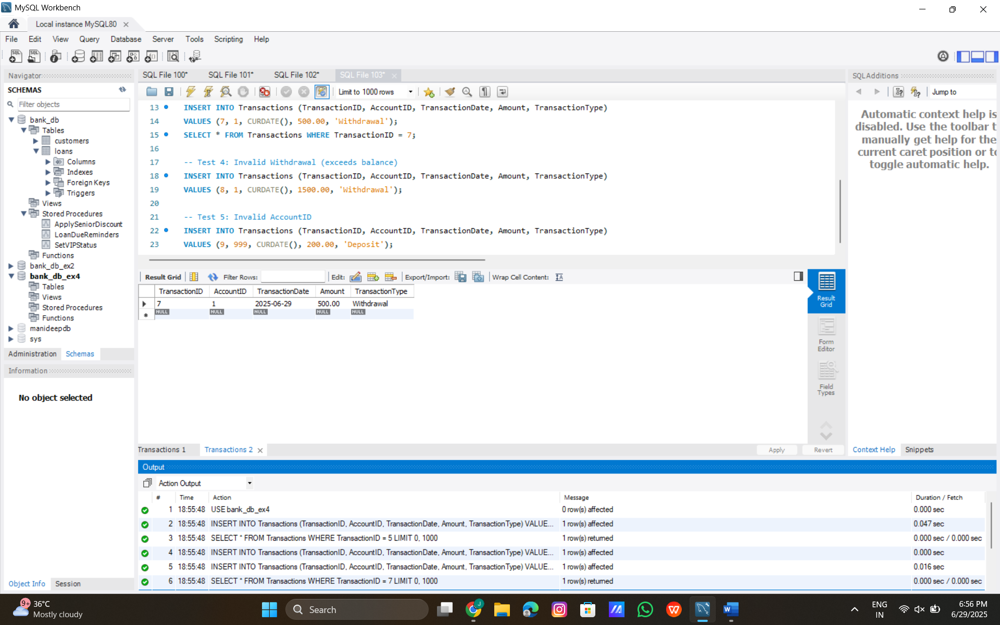 MySQL Workbench
Local instance MySQL80
File Edit View Query Database Server Tools Scripting Help
Navigator
SCHEMAS
Filter objects
bank_db
Tables
customers
loans
Columns
Indexes
Foreign Keys
Triggers
Views
Stored Procedures
ApplySeniorDiscount
LoanDueReminders
SetVIPStatus
Functions
bank_db_ex2
bank_db_ex4
Tables
Views
Stored Procedures
Functions
manideepdb
sys
Administration Schemas
Information
No object selected
Object Info Session
SQL File 100* SQL File 101* SQL File 102* SQL File 103*
Limit to 1000 rows
13 INSERT INTO Transactions (TransactionID, AccountID, TransactionDate, Amount, TransactionType)
14 VALUES (7, 1, CURDATE(), 500.00, 'Withdrawal');
15 SELECT * FROM Transactions WHERE TransactionID = 7;
16
17 -- Test 4: Invalid Withdrawal (exceeds balance)
18 INSERT INTO Transactions (TransactionID, AccountID, TransactionDate, Amount, TransactionType)
19 VALUES (8, 1, CURDATE(), 1500.00, 'Withdrawal');
20
21 -- Test 5: Invalid AccountID
22 INSERT INTO Transactions (TransactionID, AccountID, TransactionDate, Amount, TransactionType)
23 VALUES (9, 999, CURDATE(), 200.00, 'Deposit');
Result Grid Filter Rows: Edit: Export/Import: Wrap Cell Content:
TransactionID AccountID TransactionDate Amount TransactionType
7 1 2025-06-29 500.00 Withdrawal
NULL NULL NULL NULL NULL
Result
Grid
Form
Editor
Field
Types
Transactions 1 Transactions 2 Apply Revert
SQLAdditions
Jump to
Automatic context help is
disabled. Use the toolbar t
manually get help for the
current caret position or to
toggle automatic help.
Context Help Snippets
Output
Action Output
# Time Action Message Duration / Fetch
1 18:55:48 USE bank_db_ex4 0 row(s) affected 0.000 sec
2 18:55:48 INSERT INTO Transactions (TransactionID, AccountID, TransactionDate, Amount, TransactionType) VALUE... 1 row(s) affected 0.047 sec
3 18:55:48 SELECT * FROM Transactions WHERE TransactionID = 5 LIMIT 0, 1000 1 row(s) returned 0.000 sec / 0.000 sec
4 18:55:48 INSERT INTO Transactions (TransactionID, AccountID, TransactionDate, Amount, TransactionType) VALUE... 1 row(s) affected 0.000 sec
5 18:55:48 INSERT INTO Transactions (TransactionID, AccountID, TransactionDate, Amount, TransactionType) VALUE... 1 row(s) affected 0.016 sec
6 18:55:48 SELECT * FROM Transactions WHERE TransactionID = 7 LIMIT 0, 1000 1 row(s) returned 0.000 sec / 0.000 sec
9+
36°C
Mostly cloudy
Search
J
ENG
IN
6:56 PM
6/29/2025